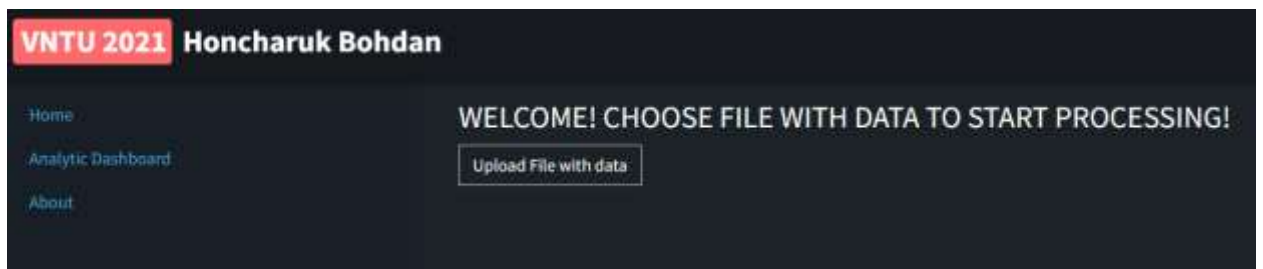 VNTU 2021 Honcharuk Bohdan
Home
Analytic Dashboard
About
WELCOME! CHOOSE FILE WITH DATA TO START PROCESSING!
Upload File with data